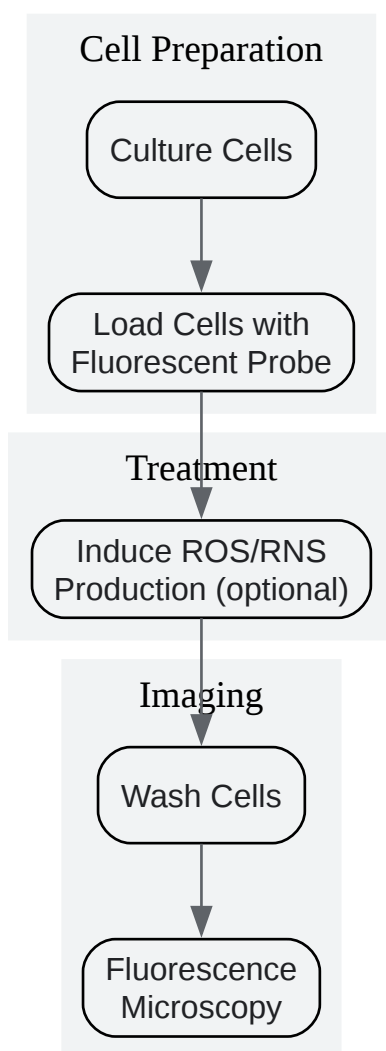 Cell Preparation
Culture Cells
Load Cells with
Fluorescent Probe
Treatment
Induce ROS/RNS
Production (optional)
Imaging
Wash Cells
Fluorescence
Microscopy